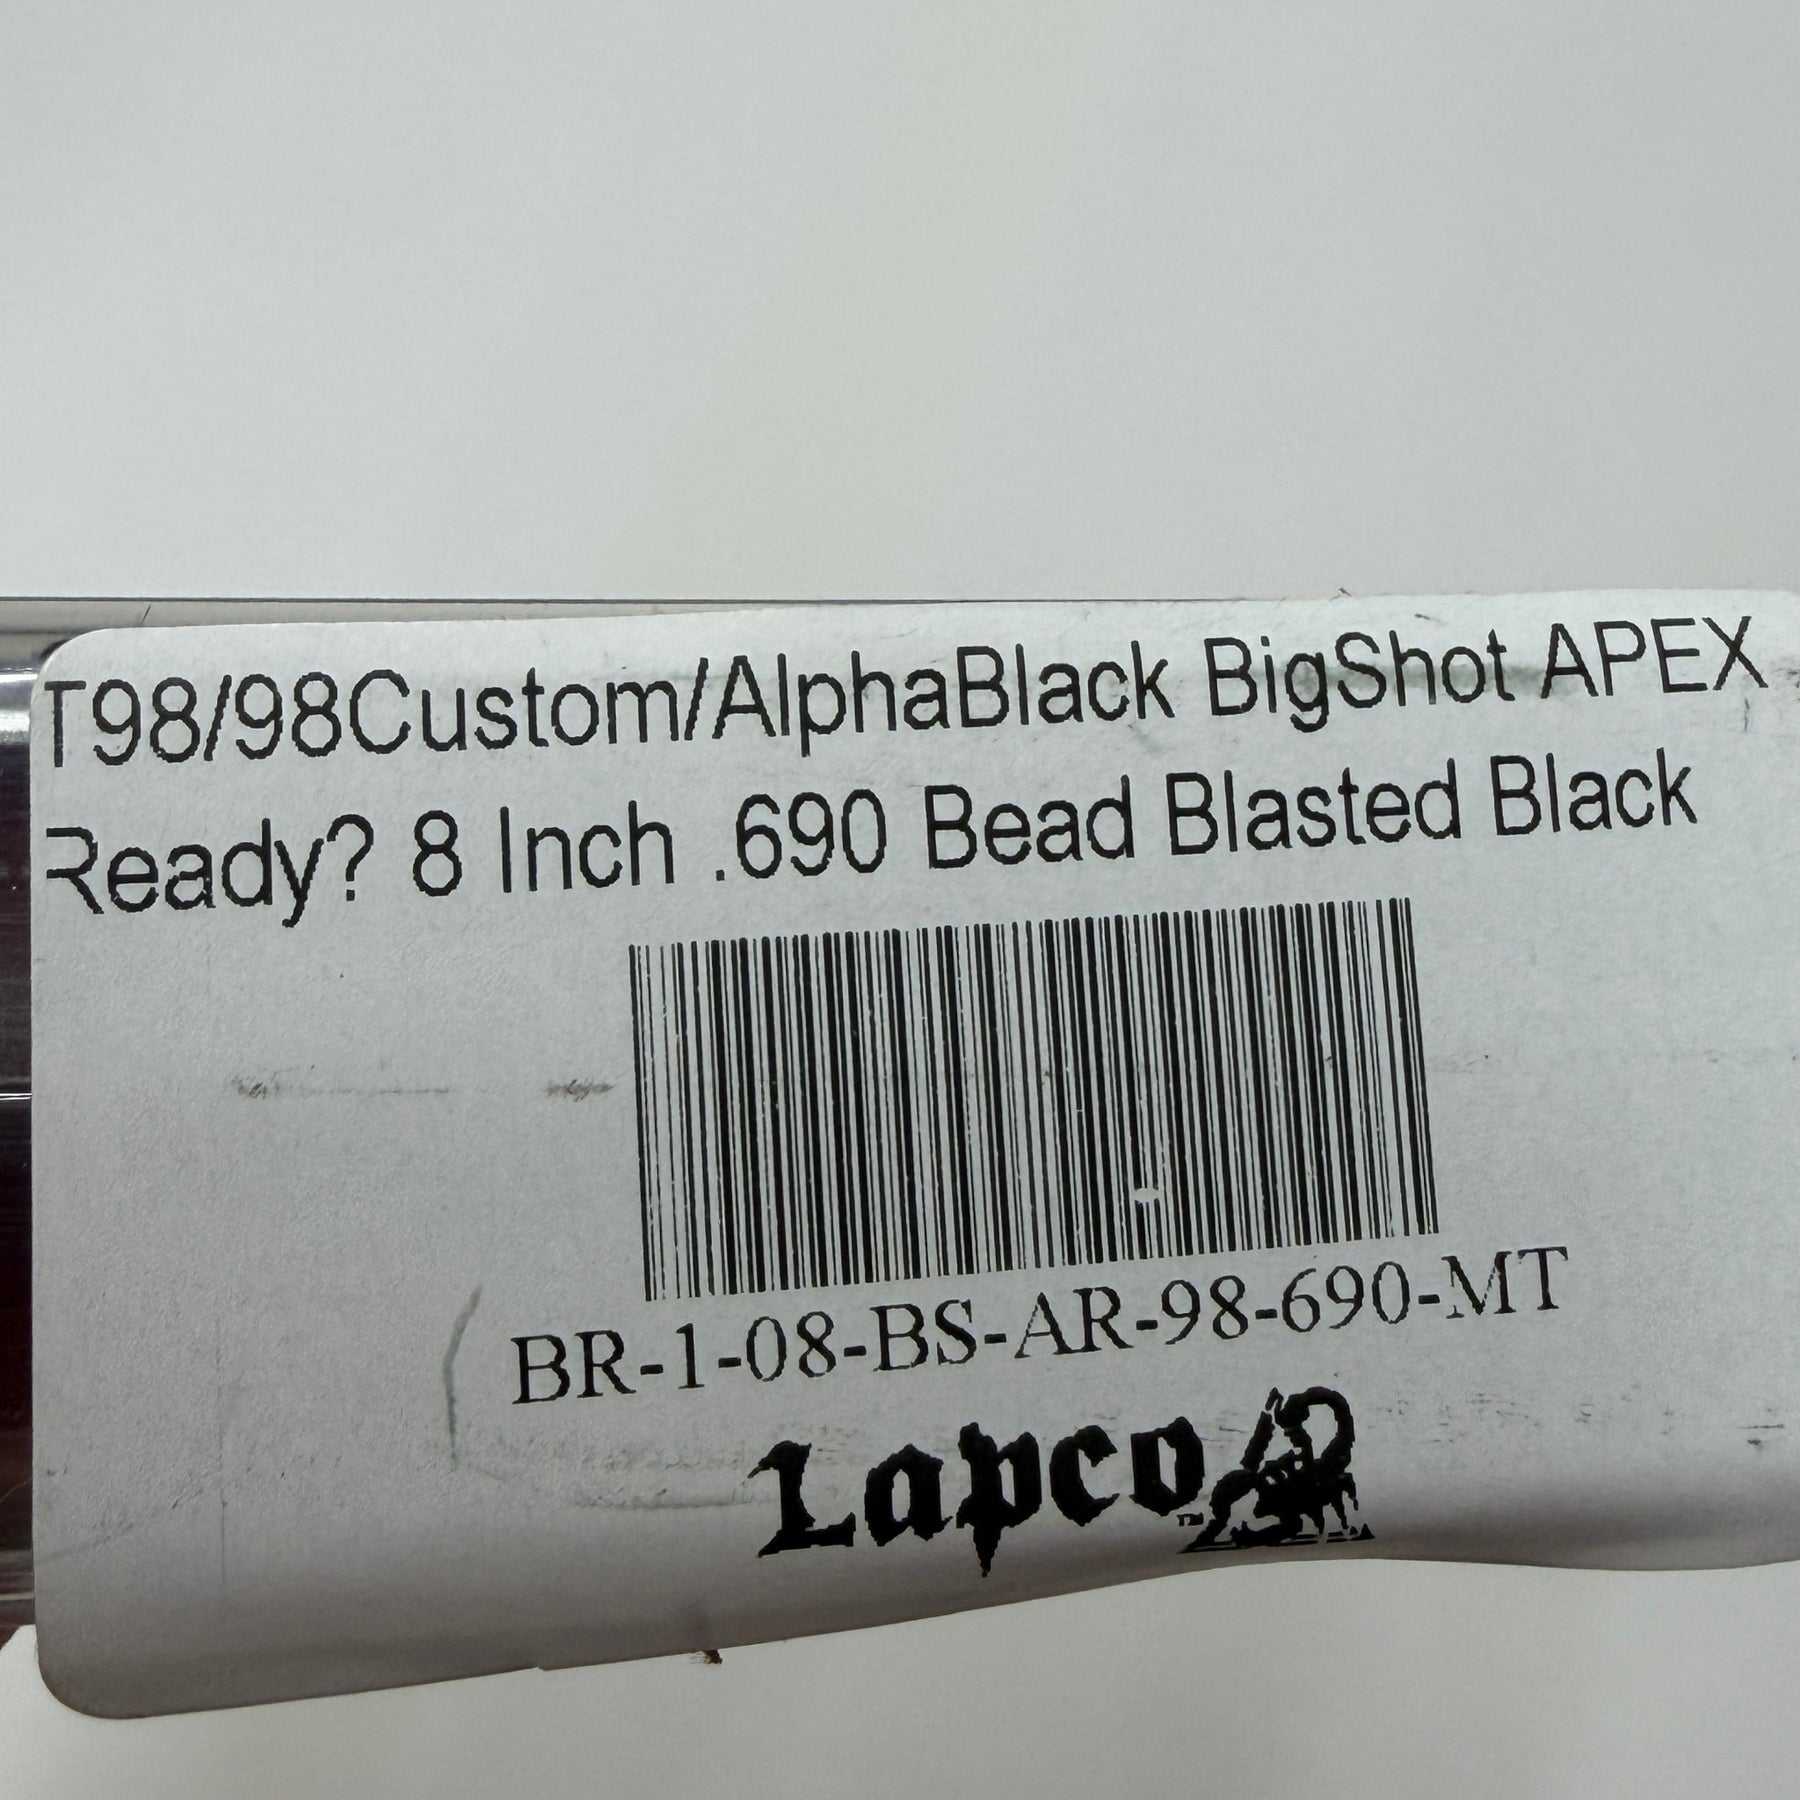 T98/98Custom/AlphaBlack BigShot APEX
Ready? 8 Inch .690 Bead Blasted Black
BR-1-08-BS-AR-98-690-MT
Lapco
TM